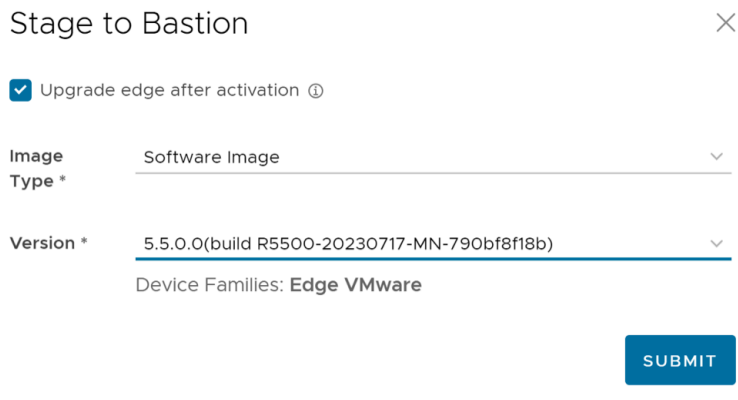 Stage to Bastion
Upgrade edge after activation
Image
Type *
Software Image
Version *
5.5.0.0(build R5500-20230717-MN-790bf8f18b)
Device Families: Edge VMware
SUBMIT